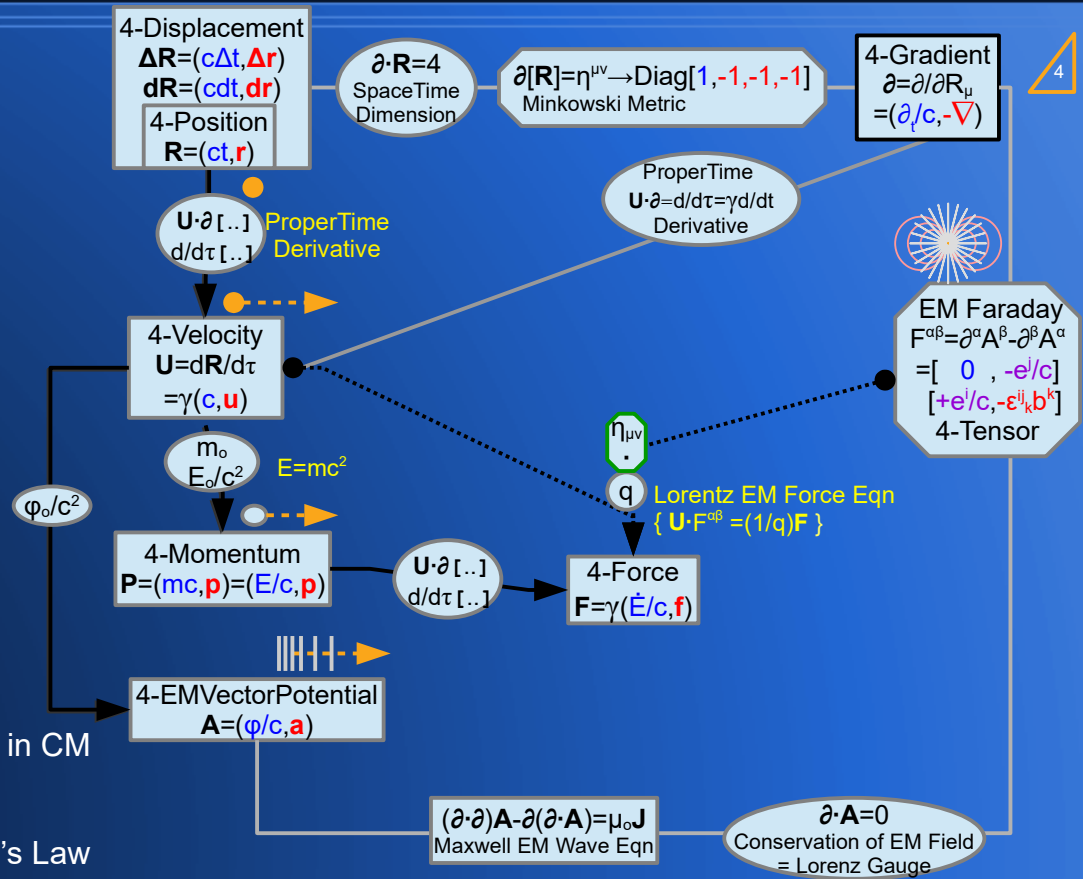 4-Displacement
ΔR=(cΔt,Δr)
dR=(cdt,dr)
4-Position
R=(ct,r)
∂·R=4
SpaceTime
Dimension
∂[R]=η^μν→Diag[1,-1,-1,-1]
Minkowski Metric
4-Gradient
∂=∂/∂R_μ
=(∂_t/c,-∇)
4
ProperTime
U·∂=d/dτ=γd/dt
Derivative
U·∂[..]
d/dτ[..]
ProperTime
Derivative
4-Velocity
U=dR/dτ
=γ(c,u)
EM Faraday
F^αβ=∂^αA^β-∂^βA^α
=[ 0 , -e^j/c]
[+e^i/c,-ε^ij_k b^k]
4-Tensor
η_μν
·
q
m_o
E_o/c²
E=mc²
φ_o/c²
Lorentz EM Force Eqn
{ U·F^αβ =(1/q)F }
4-Momentum
P=(mc,p)=(E/c,p)
U·∂[..]
d/dτ[..]
4-Force
F=γ(Ė/c,f)
4-EMVectorPotential
A=(φ/c,a)
in CM
(∂·∂)A-∂(∂·A)=μ_oJ
Maxwell EM Wave Eqn
∂·A=0
Conservation of EM Field
= Lorenz Gauge
's Law